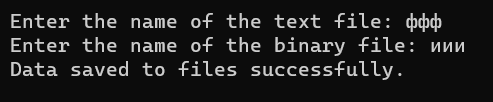 Enter the name of the text file: ффф
Enter the name of the binary file: иии
Data saved to files successfully.